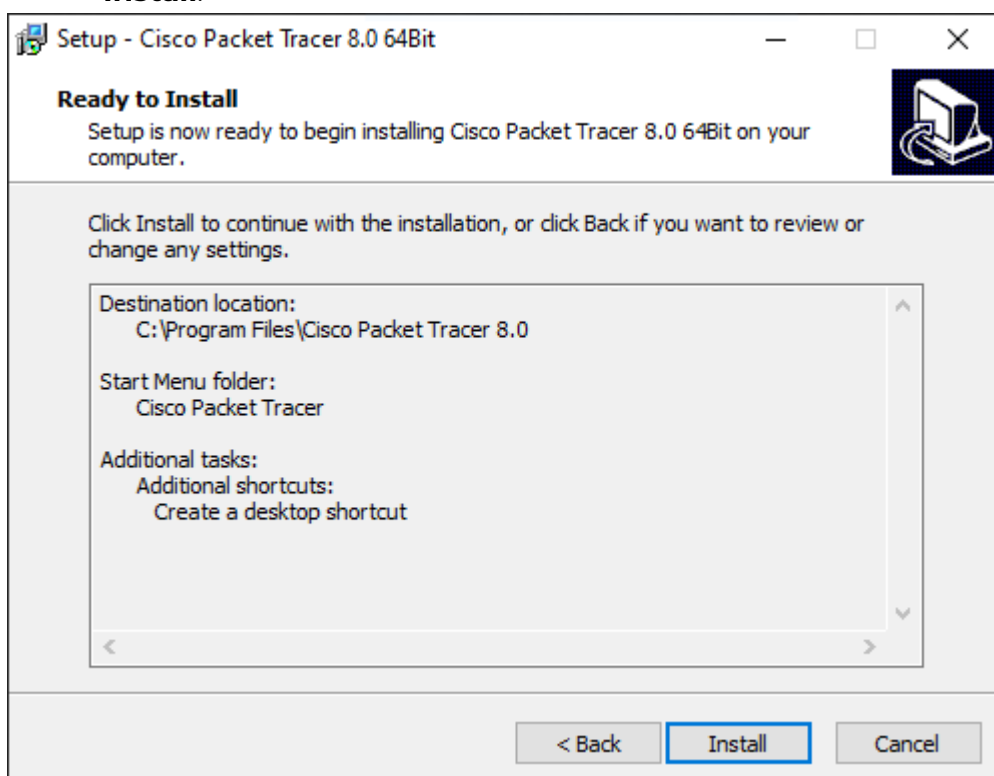 Setup - Cisco Packet Tracer 8.0 64Bit
Ready to Install
Setup is now ready to begin installing Cisco Packet Tracer 8.0 64Bit on your
computer.
Click Install to continue with the installation, or click Back if you want to review or
change any settings.
Destination location:
C:\Program Files\Cisco Packet Tracer 8.0
Start Menu folder:
Cisco Packet Tracer
Additional tasks:
Additional shortcuts:
Create a desktop shortcut
< Back
Install
Cancel